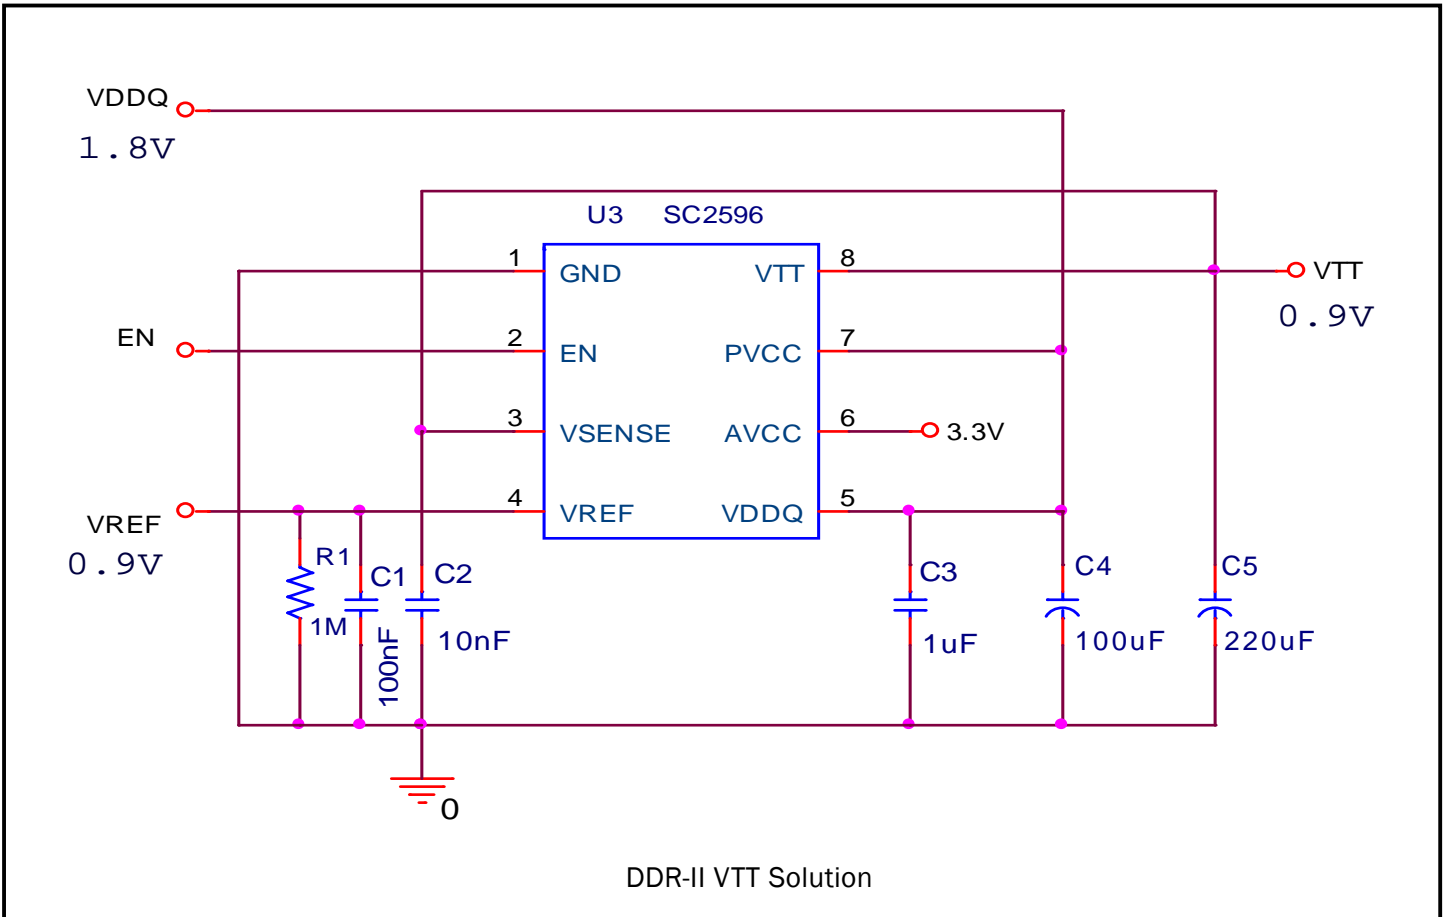 VDDQ
1.8V
U3 SC2596
1 GND VTT 8
VTT
0.9V
EN
2 EN PVCC 7
3 VSENSE AVCC 6
3.3V
4 VREF VDDQ 5
VREF
0.9V
R1
1M
C1
100nF
C2
10nF
C3
1uF
C4
100uF
C5
220uF
0
DDR-II VTT Solution